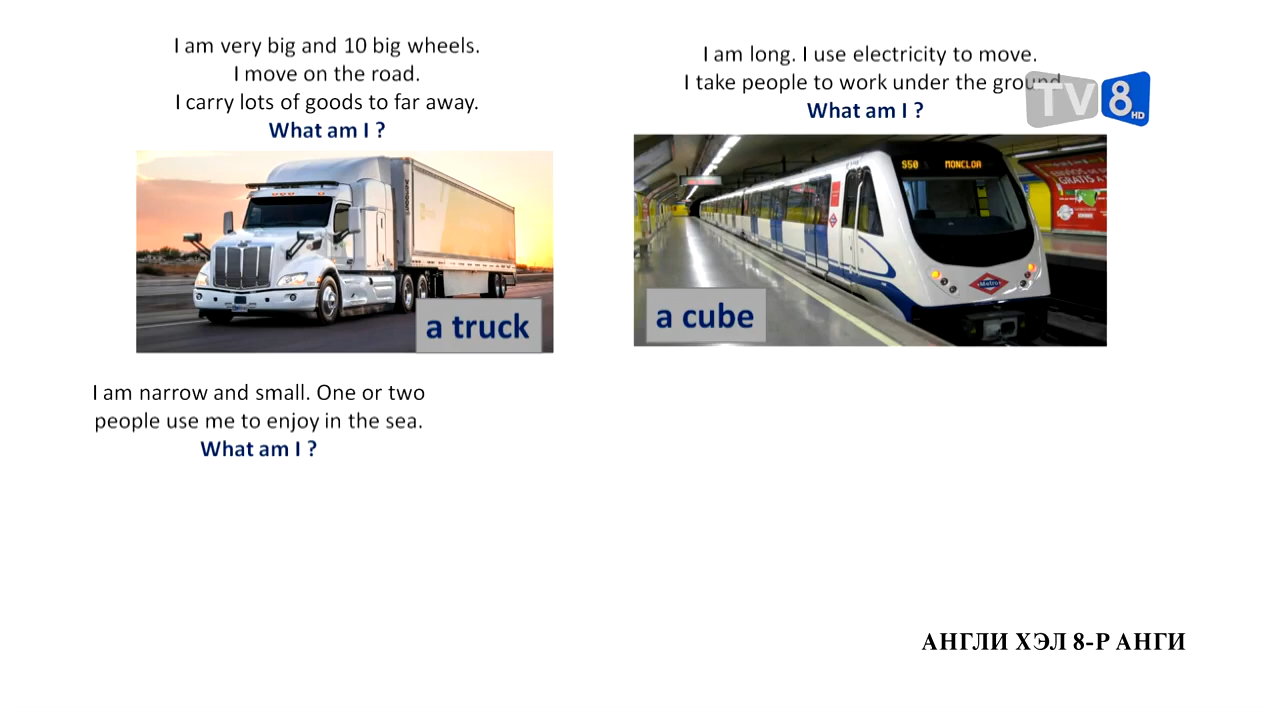 I am very big and 10 big wheels.
I move on the road.
I carry lots of goods to far away.
What am I ?
a truck
I am long. I use electricity to move.
I take people to work under the ground.
What am I ?
TV8 HD
S50 MONCLOA
Metro
a cube
I am narrow and small. One or two
people use me to enjoy in the sea.
What am I ?
АНГЛИ ХЭЛ 8-Р АНГИ